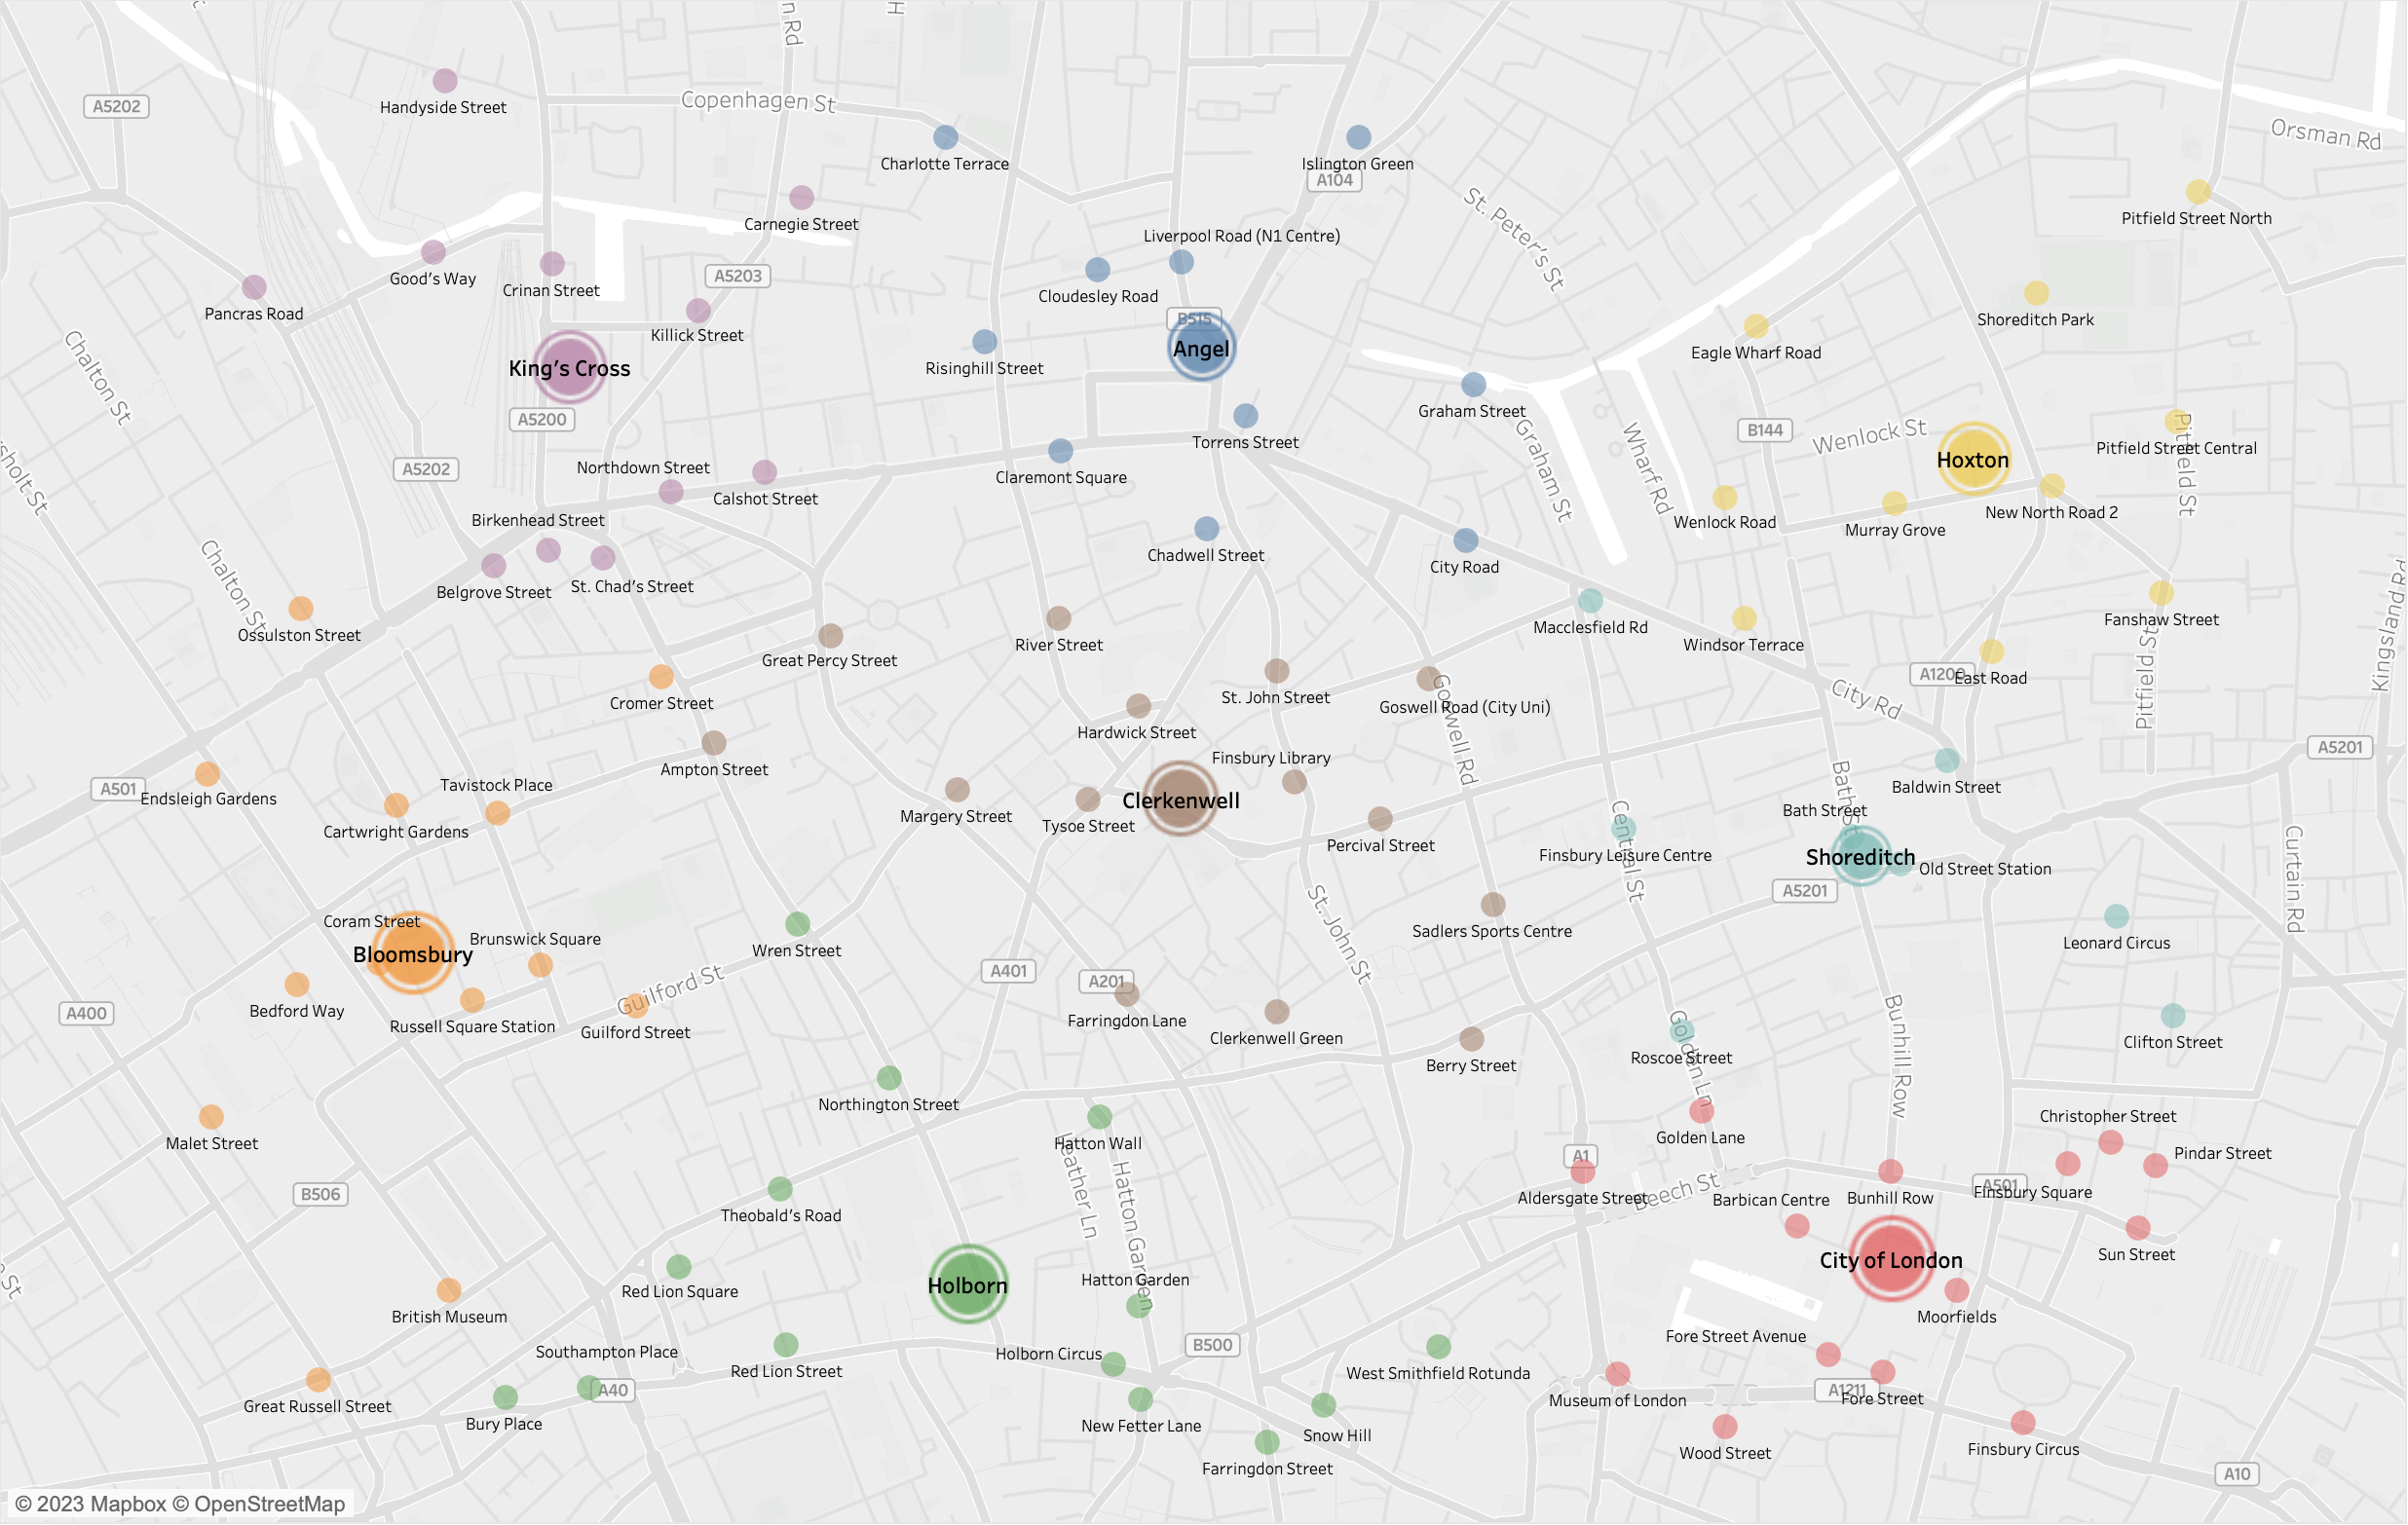 n Rd
H
A5202
Handyside Street
Copenhagen St
Charlotte Terrace
Islington Green
A104
Orsman Rd
Carnegie Street
St. Peter's St
Pitfield Street North
Liverpool Road (N1 Centre)
Good's Way
Crinan Street
A5203
Cloudesley Road
Pancras Road
Killick Street
B515
Angel
Shoreditch Park
Eagle Wharf Road
Chalton St
King's Cross
Risinghill Street
Graham Street
A5200
Torrens Street
Graham St
Wharf Rd
B144
Wenlock St
Hoxton
Pitfield Street Central
Pitfield St
sholt St
A5202
Northdown Street
Calshot Street
Claremont Square
Wenlock Road
Murray Grove
New North Road 2
Birkenhead Street
Chadwell Street
City Road
Chalton St
Belgrove Street
St. Chad's Street
Ossulston Street
Great Percy Street
River Street
Macclesfield Rd
Windsor Terrace
Fanshaw Street
Kingsland Rd
Cromer Street
St. John Street
Goswell Road (City Uni)
Goswell Rd
City Rd
A1200
East Road
Pitfield St
Hardwick Street
Ampton Street
Finsbury Library
A5201
A501
Endsleigh Gardens
Tavistock Place
Cartwright Gardens
Margery Street
Tysoe Street
Clerkenwell
Percival Street
Central St
Finsbury Leisure Centre
Bath Street
Bath St
Baldwin Street
Shoreditch
Old Street Station
A5201
Curtain Rd
Coram Street
Bloomsbury
Brunswick Square
Wren Street
St. John St
Sadlers Sports Centre
Leonard Circus
Bedford Way
Russell Square Station
Guilford St
Guilford Street
A401
A201
Farringdon Lane
Clerkenwell Green
Berry Street
Roscoe Street
Golden Ln
Bunhill Row
Clifton Street
A400
Malet Street
Northington Street
Hatton Wall
Leather Ln
Hatton Garden
Golden Lane
Christopher Street
Pindar Street
A1
Aldersgate Street
Beech St
Barbican Centre
Bunhill Row
A501
Finsbury Square
B506
Theobald's Road
Sun Street
e St
Red Lion Square
Holborn
Hatton Garden
City of London
Moorfields
British Museum
Southampton Place
Red Lion Street
Holborn Circus
B500
West Smithfield Rotunda
Fore Street Avenue
Great Russell Street
Bury Place
A40
New Fetter Lane
Snow Hill
Farringdon Street
Museum of London
A1211
Fore Street
Wood Street
Finsbury Circus
A10
© 2023 Mapbox © OpenStreetMap